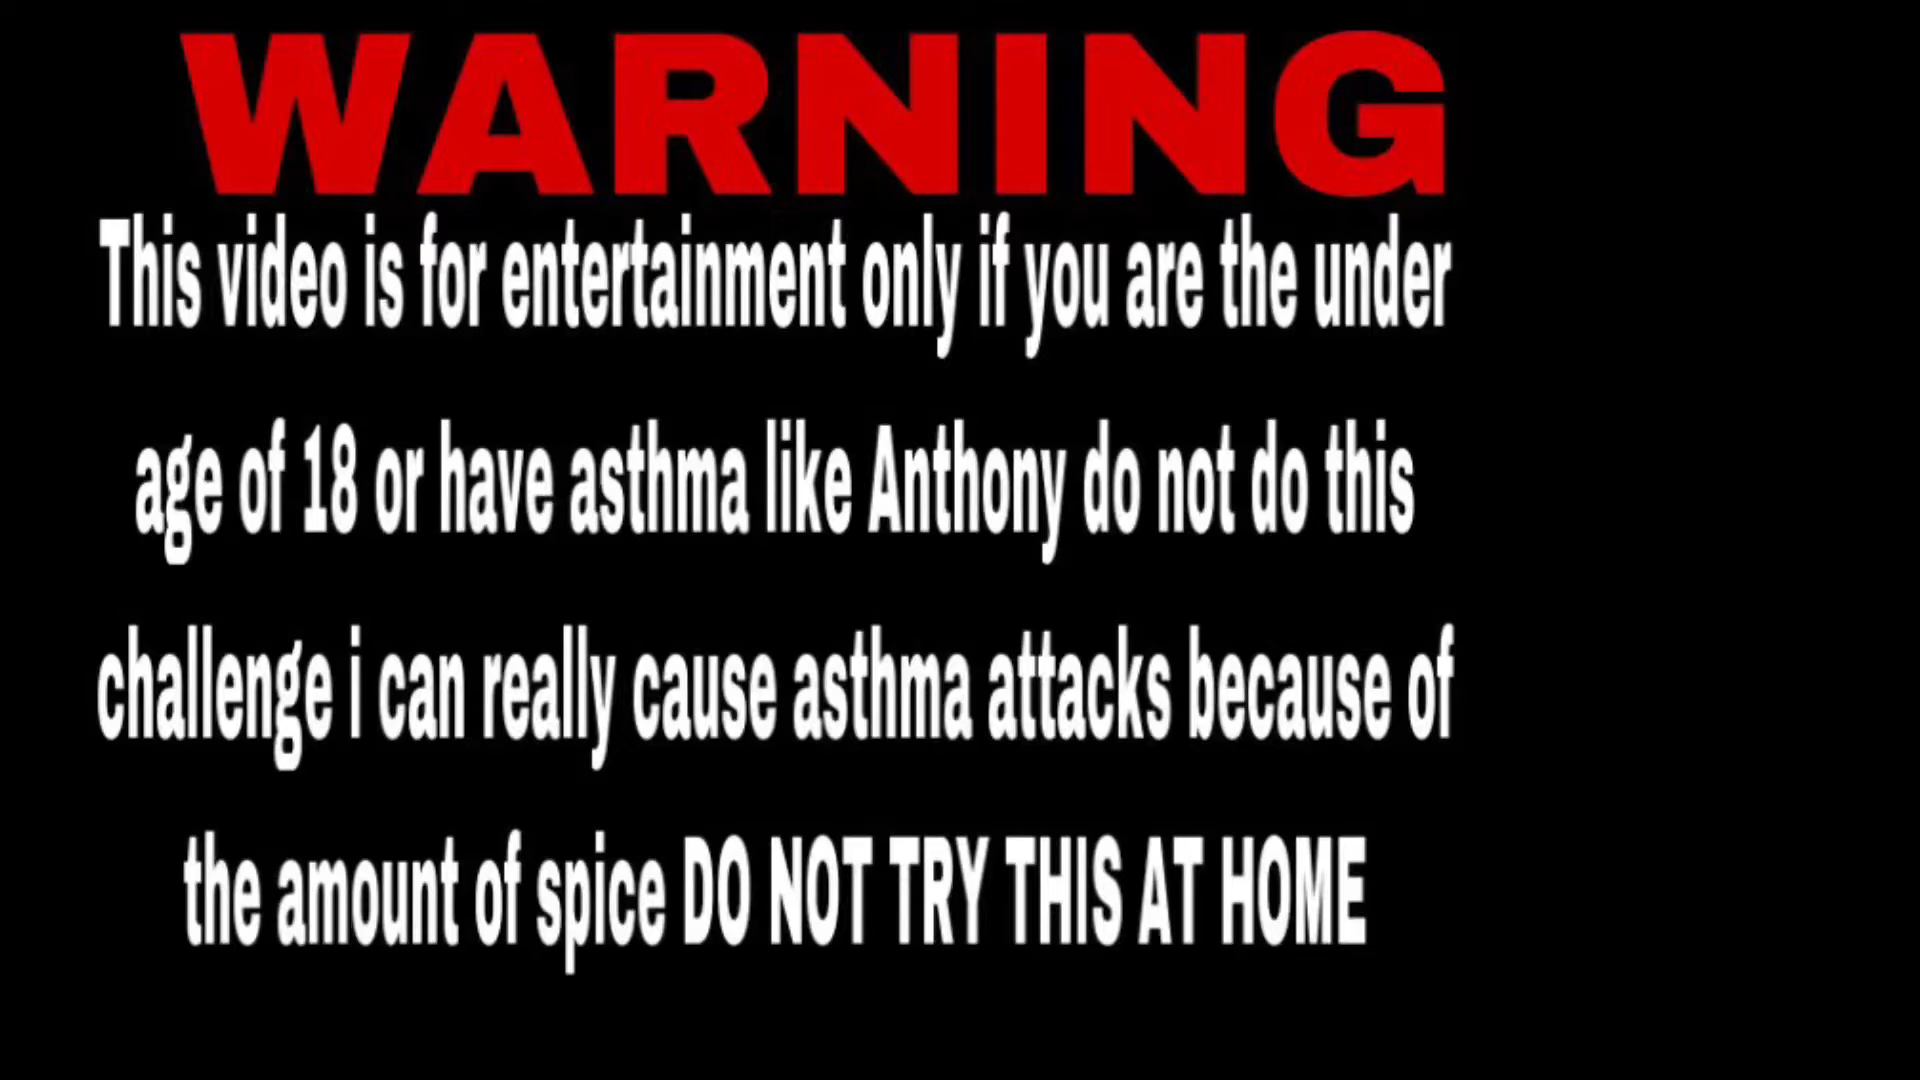 WARNING
This video is for entertainment only if you are the under
age of 18 or have asthma like Anthony do not do this
challenge i can really cause asthma attacks because of
the amount of spice DO NOT TRY THIS AT HOME